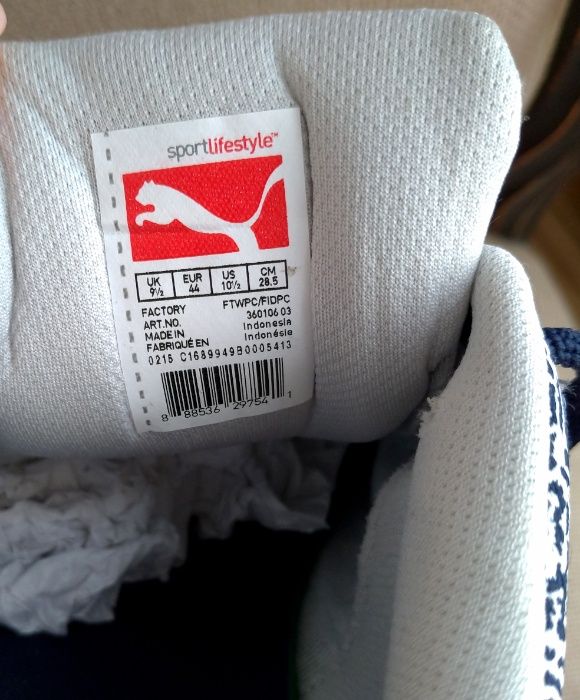 sportlifestyle™
UK EUR US CM
9½ 44 10½ 28.5
FACTORY FTWPC/FIDPC
ART.NO. 360106 03
MADE IN Indonesia
FABRIQUÉ EN Indonésie
0215 C1689949B0005413
8 88536 29754 1